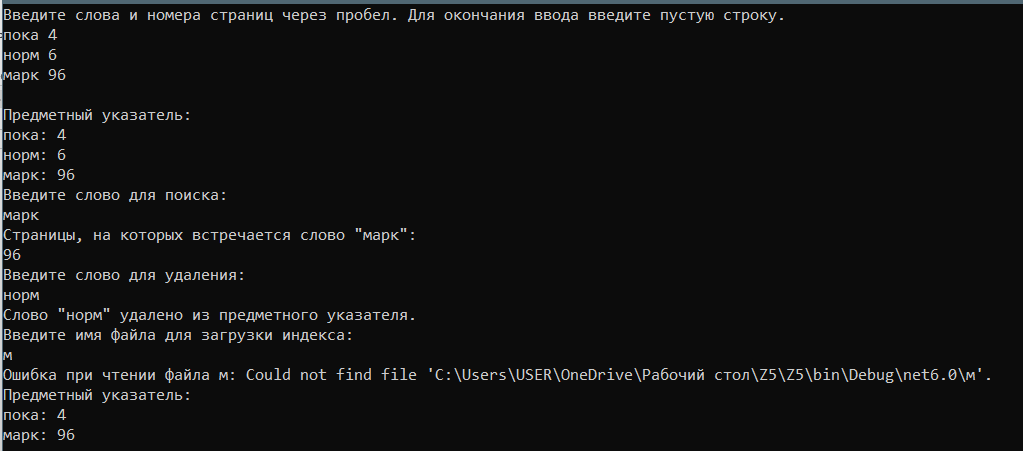 Введите слова и номера страниц через пробел. Для окончания ввода введите пустую строку.
пока 4
норм 6
марк 96
Предметный указатель:
пока: 4
норм: 6
марк: 96
Введите слово для поиска:
марк
Страницы, на которых встречается слово "марк":
96
Введите слово для удаления:
норм
Слово "норм" удалено из предметного указателя.
Введите имя файла для загрузки индекса:
м
Ошибка при чтении файла м: Could not find file 'C:\Users\USER\OneDrive\Рабочий стол\Z5\Z5\bin\Debug\net6.0\м'.
Предметный указатель:
пока: 4
марк: 96